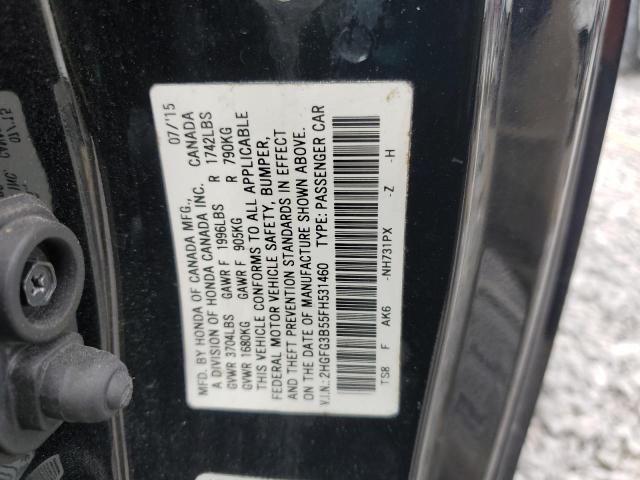 MFD. BY HONDA OF CANADA MFG., 07/15
A DIVISION OF HONDA CANADA INC. CANADA
GVWR 3704LBS GAWR F 1996LBS R 1742LBS
GVWR 1680KG GAWR F 905KG R 790KG
THIS VEHICLE CONFORMS TO ALL APPLICABLE
FEDERAL MOTOR VEHICLE SAFETY, BUMPER,
AND THEFT PREVENTION STANDARDS IN EFFECT
ON THE DATE OF MANUFACTURE SHOWN ABOVE.
V.I.N.: 2HGFG3B55FH531460 TYPE: PASSENGER CAR
TS8 F AK6 -NH731PX -Z -H